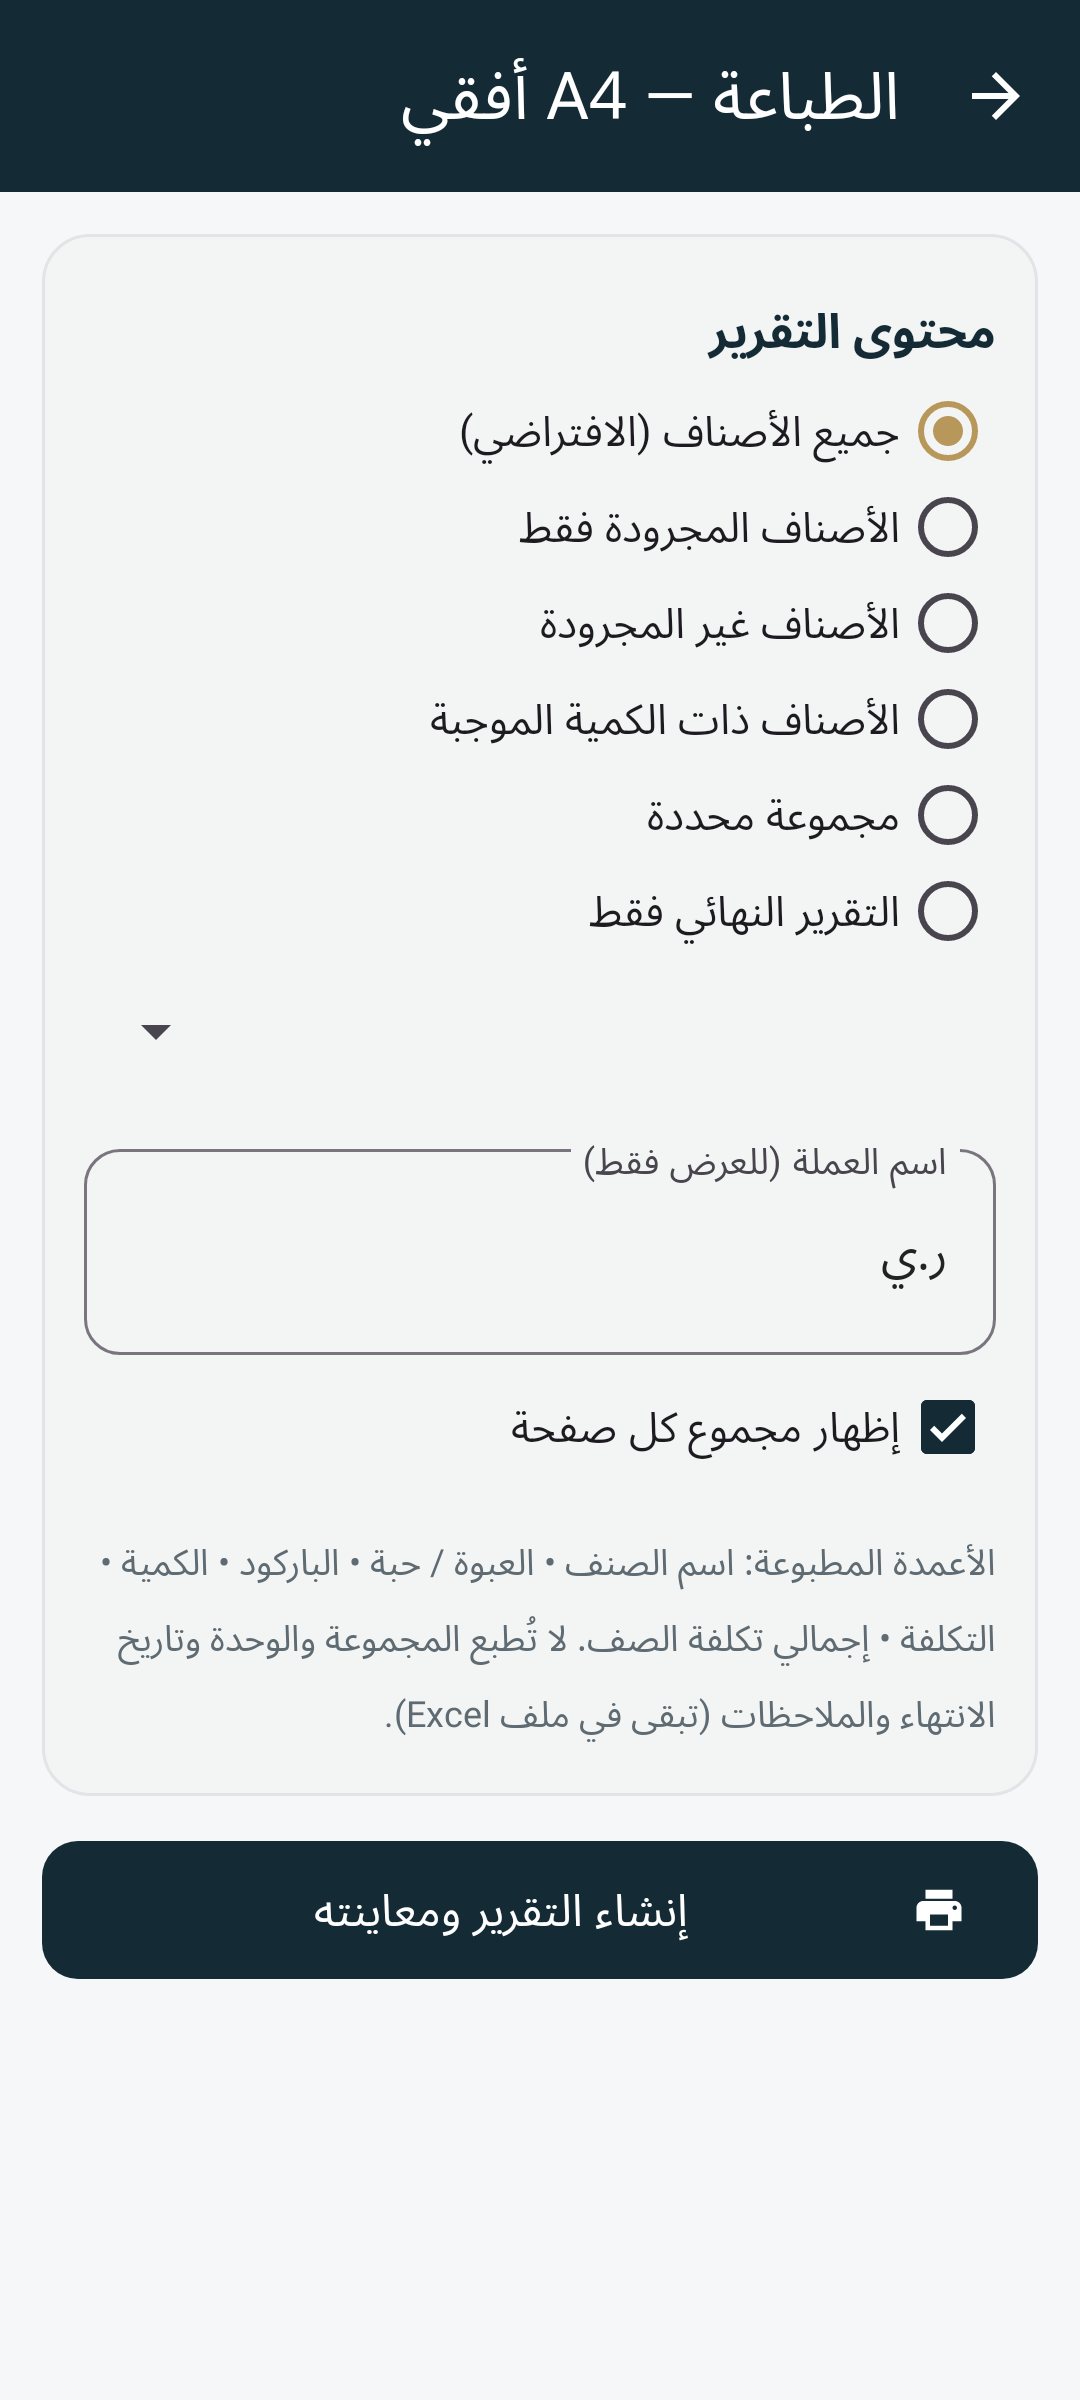 الطباعة – A4 أفقي
محتوى التقرير
جميع الأصناف (الافتراضي)
الأصناف المجرودة فقط
الأصناف غير المجرودة
الأصناف ذات الكمية الموجبة
مجموعة محددة
التقرير النهائي فقط
اسم العملة (للعرض فقط)
ر.ي
إظهار مجموع كل صفحة
الأعمدة المطبوعة: اسم الصنف • العبوة / حبة • الباركود • الكمية •
التكلفة • إجمالي تكلفة الصف. لا تُطبع المجموعة والوحدة وتاريخ
الانتهاء والملاحظات (تبقى في ملف Excel).
إنشاء التقرير ومعاينته